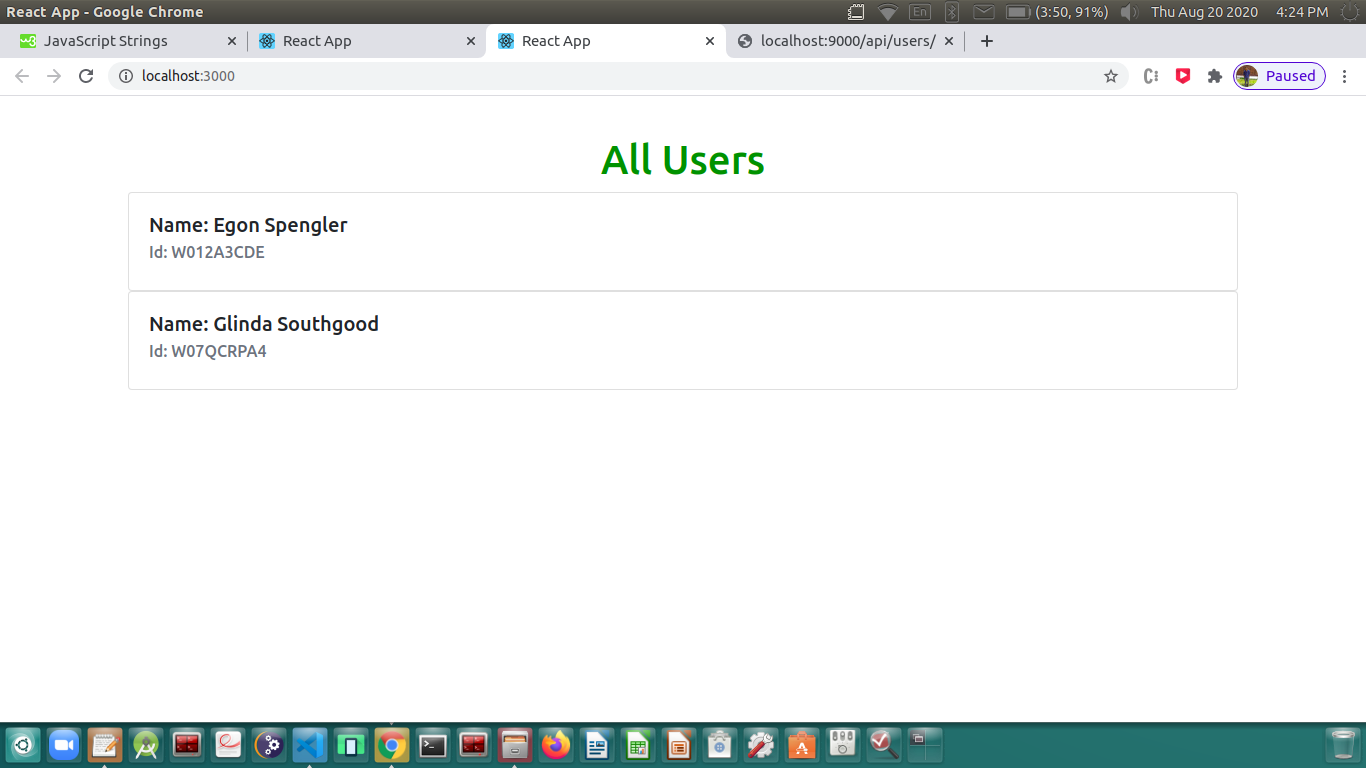 React App - Google Chrome
En
(3:50, 91%)
Thu Aug 20 2020
4:24 PM
JavaScript Strings
React App
React App
localhost:9000/api/users/
localhost:3000
Paused
All Users
Name: Egon Spengler
Id: W012A3CDE
Name: Glinda Southgood
Id: W07QCRPA4